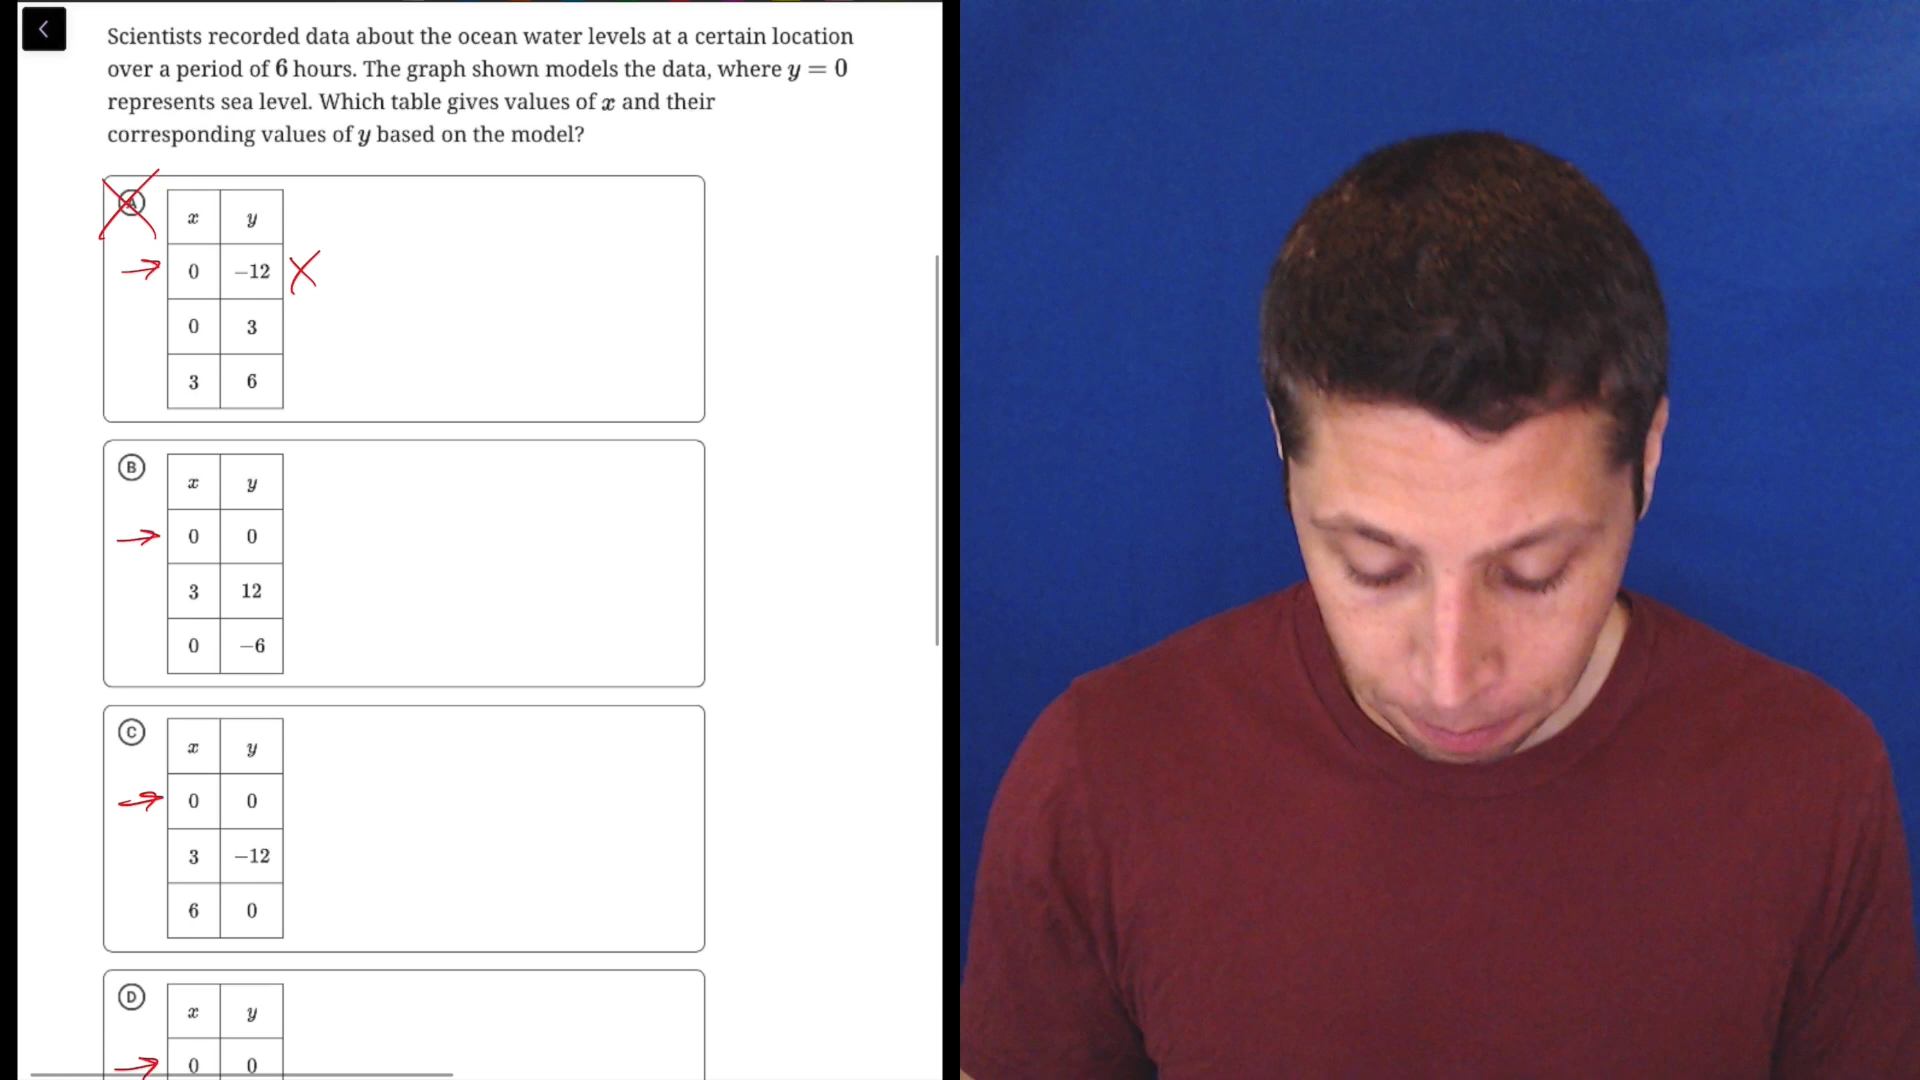 Scientists recorded data about the ocean water levels at a certain location
over a period of 6 hours. The graph shown models the data, where y = 0
represents sea level. Which table gives values of x and their
corresponding values of y based on the model?
A
x y
0 −12
0 3
3 6
B
x y
0 0
3 12
0 −6
C
x y
0 0
3 −12
6 0
D
x y
0 0